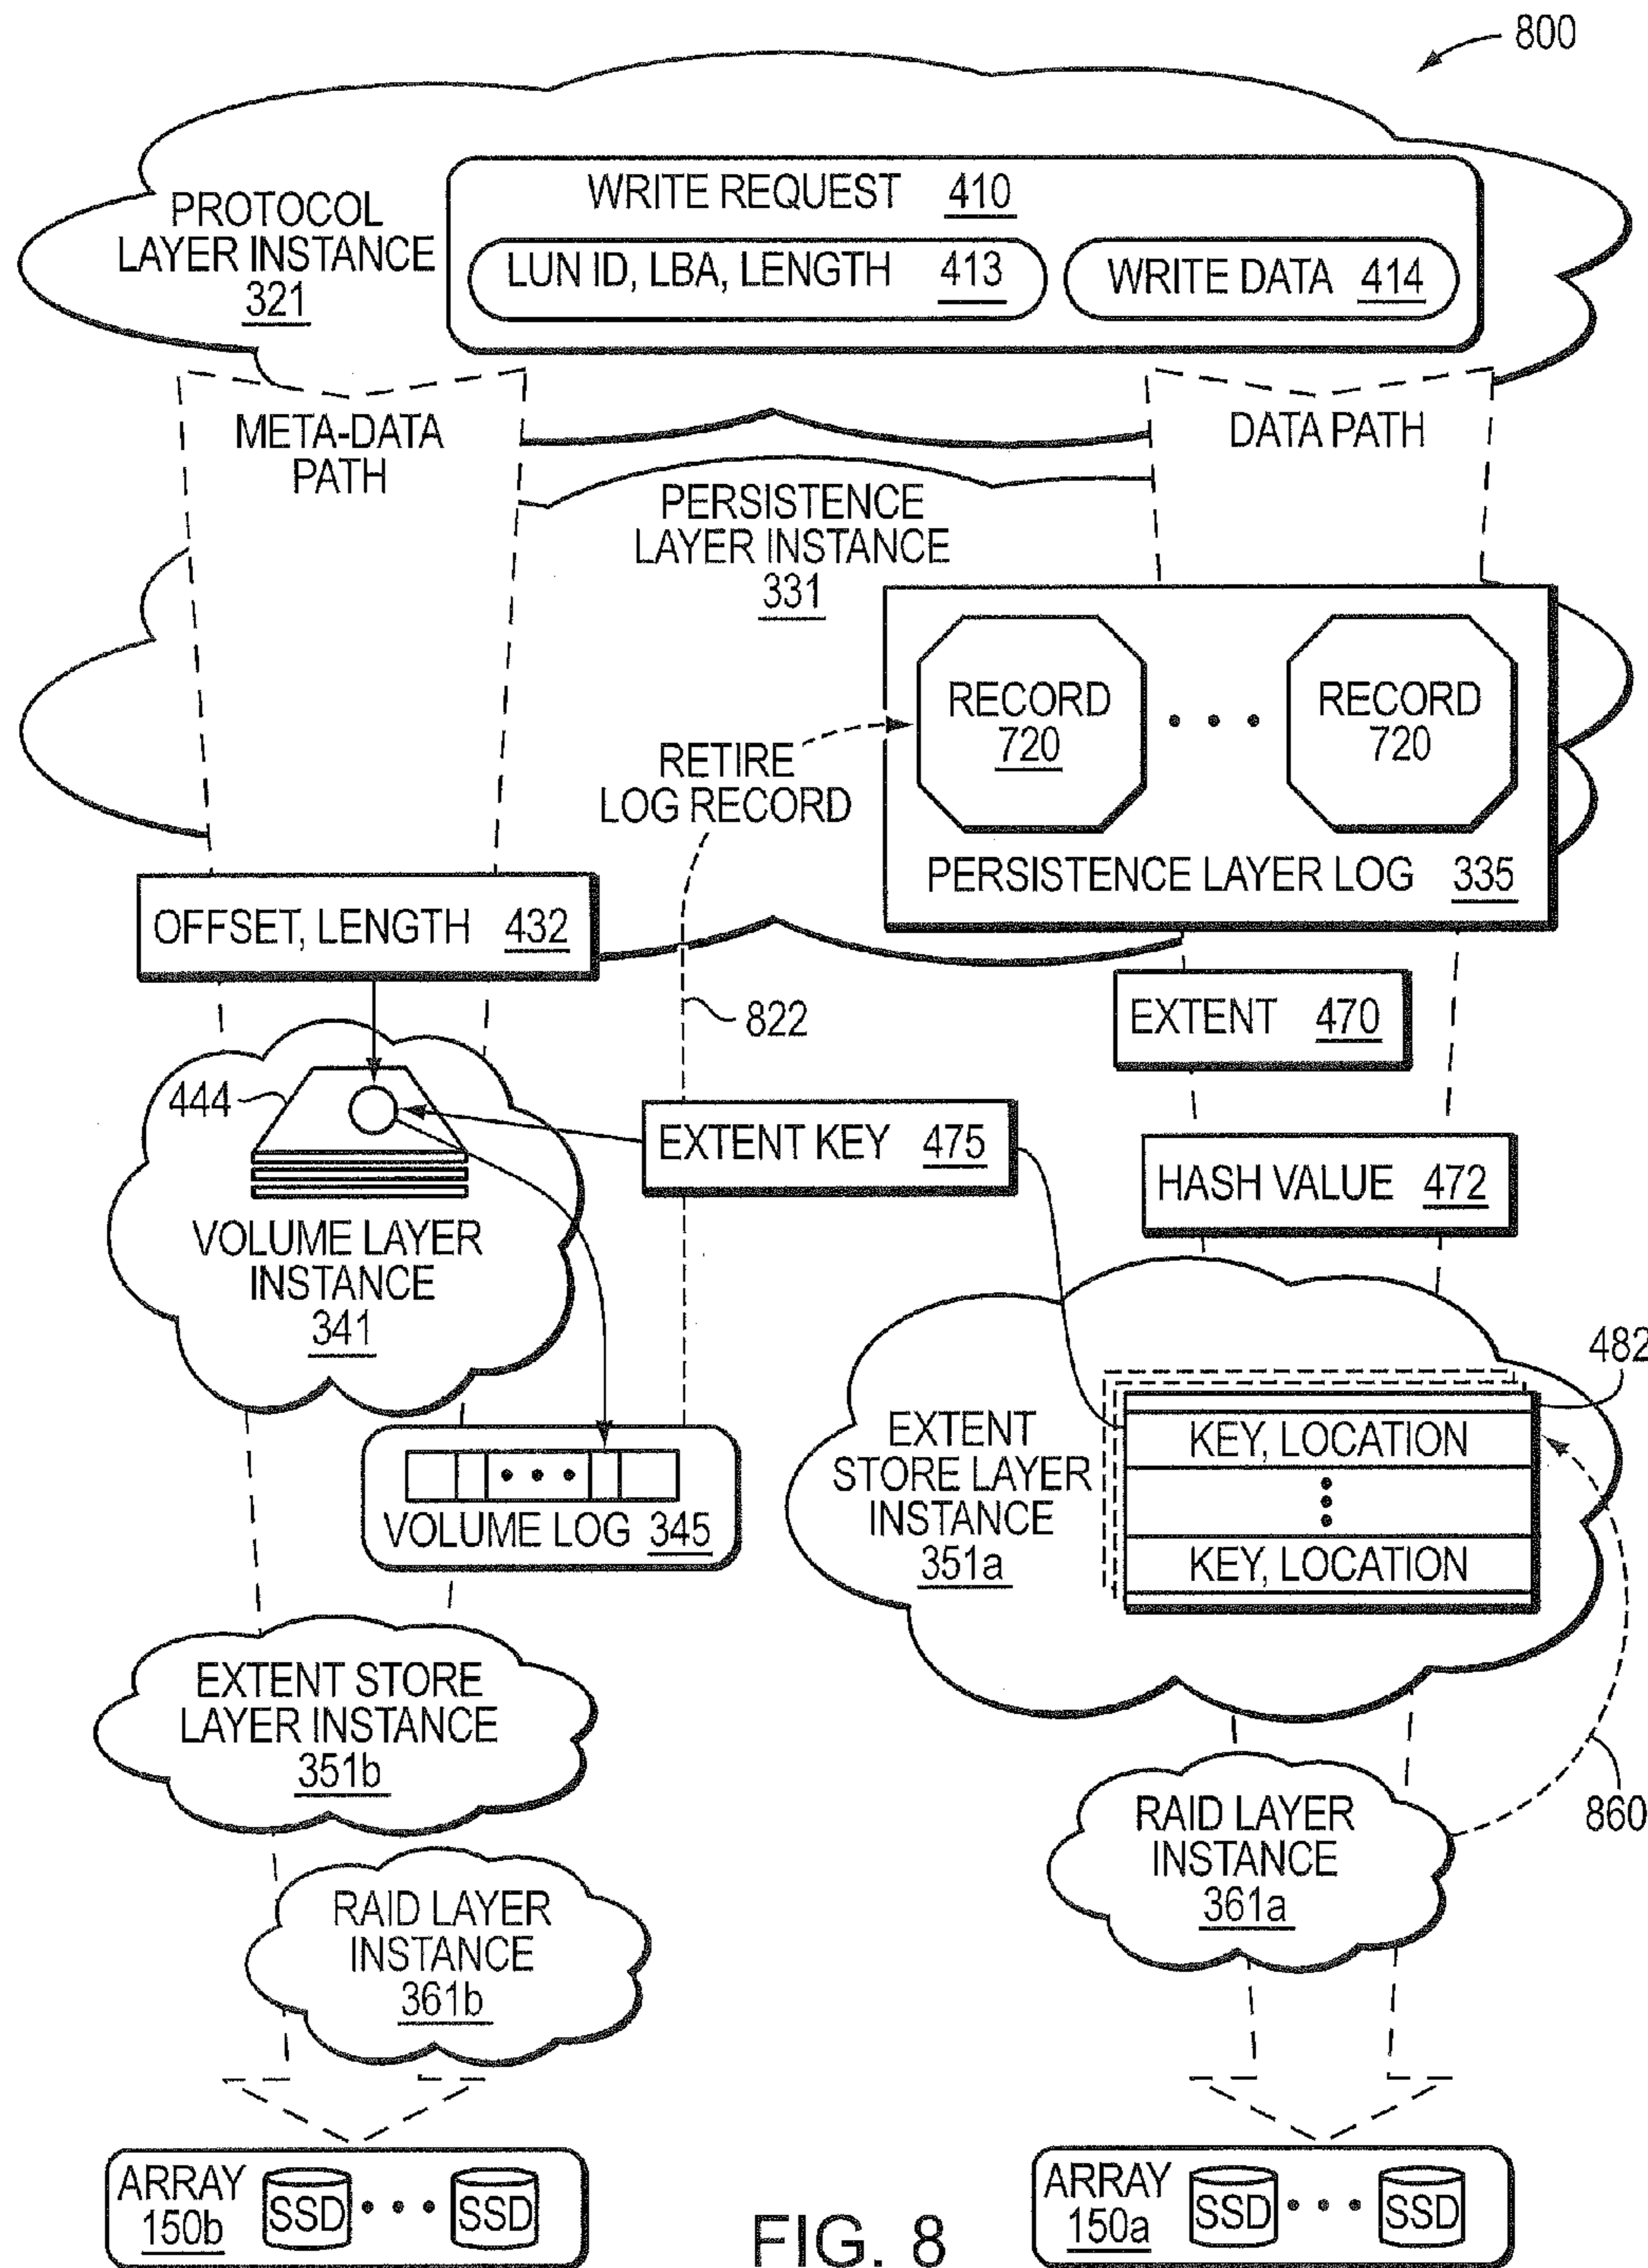 800
WRITE REQUEST 410
PROTOCOL
LAYER INSTANCE
321
LUN ID, LBA, LENGTH 413
WRITE DATA 414
META-DATA
PATH
DATA PATH
PERSISTENCE
LAYER INSTANCE
331
RECORD
720
• • •
RECORD
720
RETIRE
LOG RECORD
PERSISTENCE LAYER LOG 335
OFFSET, LENGTH 432
822
EXTENT 470
444
EXTENT KEY 475
HASH VALUE 472
VOLUME LAYER
INSTANCE
341
482
• • •
VOLUME LOG 345
EXTENT
STORE LAYER
INSTANCE
351a
KEY, LOCATION
KEY, LOCATION
EXTENT STORE
LAYER INSTANCE
351b
RAID LAYER
INSTANCE
361a
860
RAID LAYER
INSTANCE
361b
ARRAY
150b
SSD • • • SSD
ARRAY
150a
SSD • • • SSD
FIG. 8